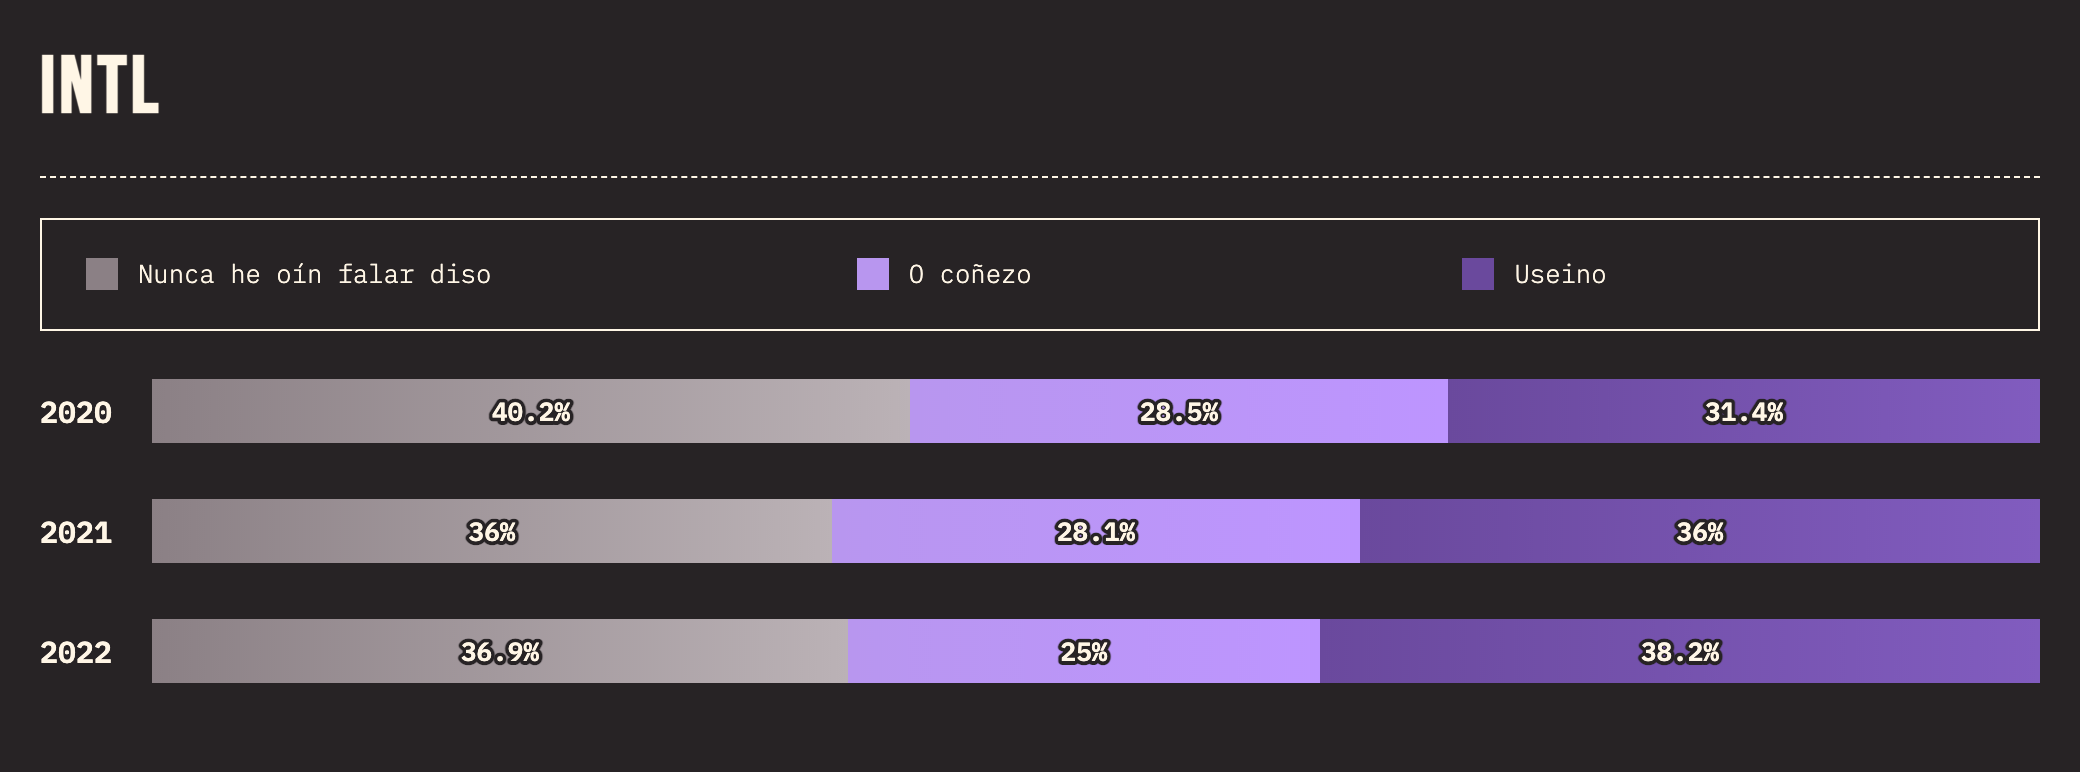 INTL
Nunca he oín falar diso O coñezo Useino
2020 40.2% 28.5% 31.4%
2021 36% 28.1% 36%
2022 36.9% 25% 38.2%